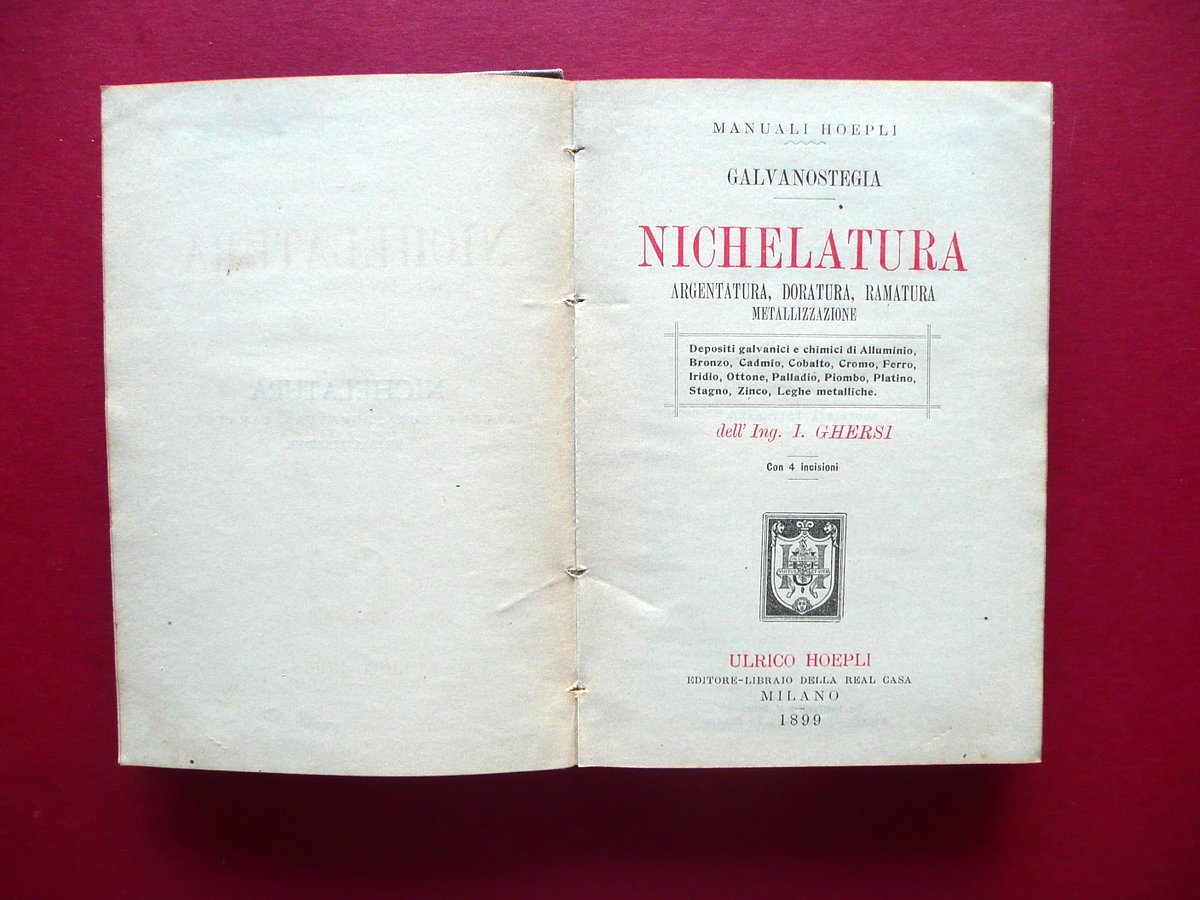 MANUALI HOEPLI
GALVANOSTEGIA
NICHELATURA
ARGENTATURA, DORATURA, RAMATURA
METALLIZZAZIONE
Depositi galvanici e chimici di Alluminio,
Bronzo, Cadmio, Cobalto, Cromo, Ferro,
Iridio, Ottone, Palladio, Piombo, Platino,
Stagno, Zinco, Leghe metalliche.
dell' Ing. I. GHERSI
Con 4 incisioni
ULRICO HOEPLI
EDITORE-LIBRAIO DELLA REAL CASA
MILANO
1899